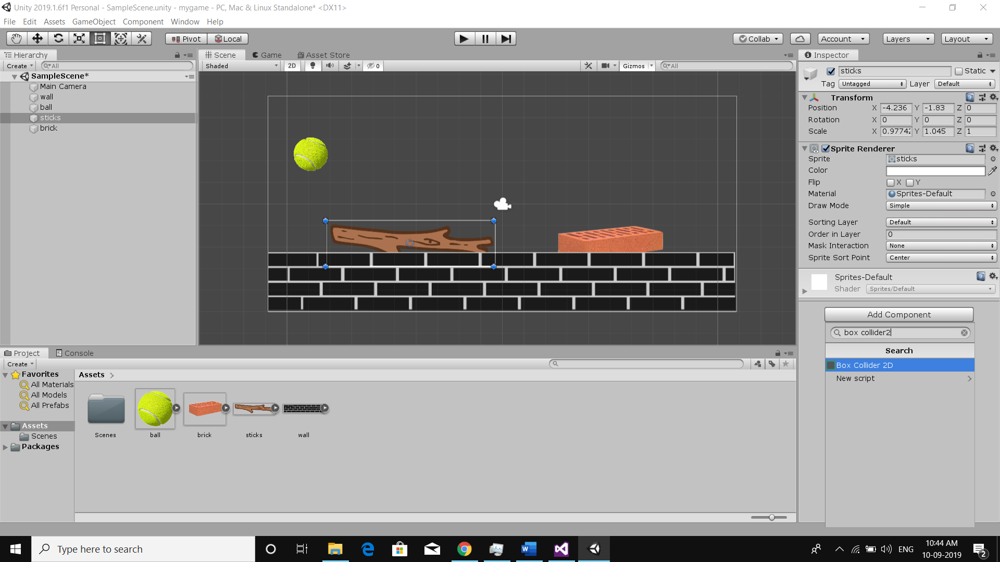 Unity 2019.1.6f1 Personal - SampleScene.unity - mygame - PC, Mac & Linux Standalone* <DX11>
File Edit Assets GameObject Component Window Help
Pivot Local Collab Account Layers Layout
Hierarchy
Create All
SampleScene*
Main Camera
wall
ball
sticks
brick
Scene Game Asset Store
Shaded 2D 0 Gizmos All
Inspector
sticks Static
Tag Untagged Layer Default
Transform
Position X -4.236 Y -1.83 Z 0
Rotation X 0 Y 0 Z 0
Scale X 0.97742 Y 1.045 Z 1
Sprite Renderer
Sprite sticks
Color
Flip X Y
Material Sprites-Default
Draw Mode Simple
Sorting Layer Default
Order in Layer 0
Mask Interaction None
Sprite Sort Point Center
Sprites-Default
Shader Sprites/Default
Add Component
box collider2
Search
Box Collider 2D
New script
Project Console
Create
Favorites
All Materials
All Models
All Prefabs
Assets
Scenes
Packages
Assets
Scenes ball brick sticks wall
Type here to search
ENG
10:44 AM
10-09-2019
2